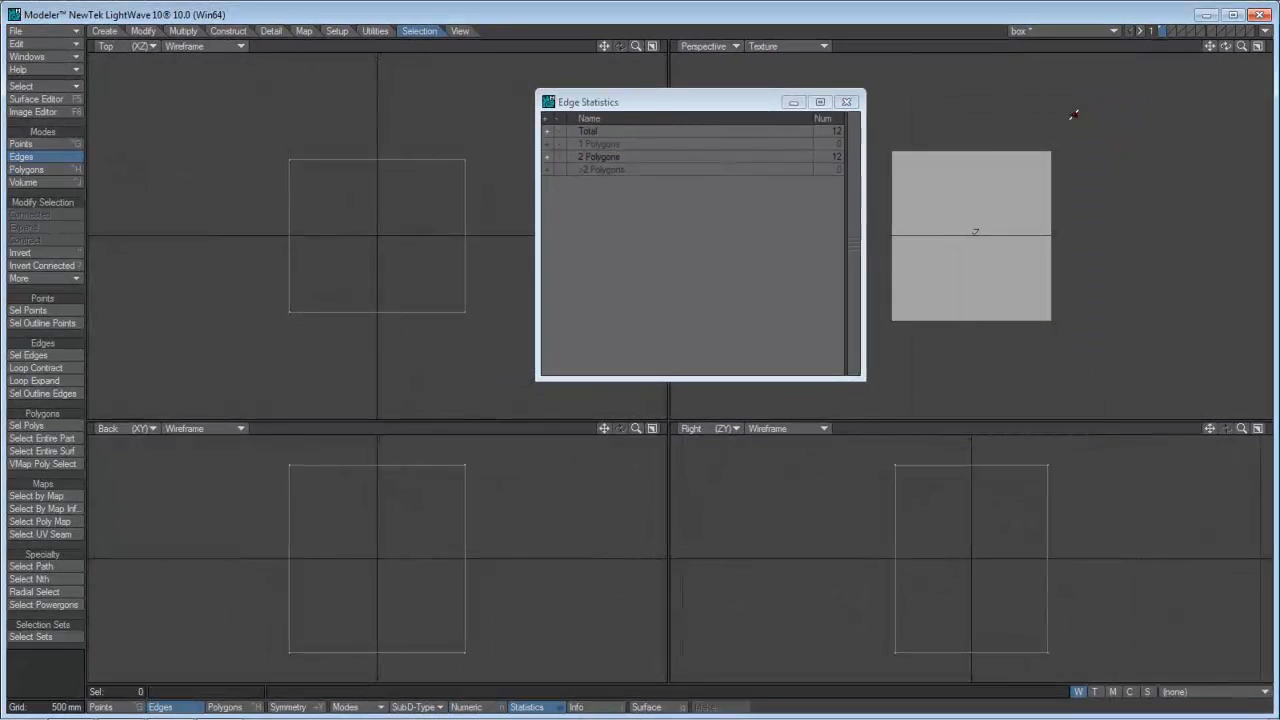 Modeler™ NewTek LightWave 10® 10.0 (Win64)
File
Create Modify Multiply Construct Detail Map Setup Utilities Selection View
box *
1
Edit
Top (XZ) Wireframe
Perspective Texture
Windows
Help
Select
Surface Editor F5
Image Editor F6
Modes
Points ^G
Edges
Polygons ^H
Volume ^J
Modify Selection
Connected
Expand
Contract
Invert "
Invert Connected ?
More
Points
Sel Points
Sel Outline Points
Edges
Sel Edges
Loop Contract
Loop Expand
Sel Outline Edges
Polygons
Sel Polys
Select Entire Part
Select Entire Surf
VMap Poly Select
Maps
Select by Map
Select By Map Inf..
Select Poly Map
Select UV Seam
Specialty
Select Path
Select Nth
Radial Select
Select Powergons
Selection Sets
Select Sets
Edge Statistics
+ - Name Num
+ - Total 12
+ - 1 Polygons 0
+ - 2 Polygons 12
+ - >2 Polygons 0
Back (XY) Wireframe
Right (ZY) Wireframe
Sel: 0
W T M C S (none)
Grid: 500 mm
Points ^G Edges Polygons ^H Symmetry +Y Modes SubD-Type Numeric n Statistics Info i Surface q Make